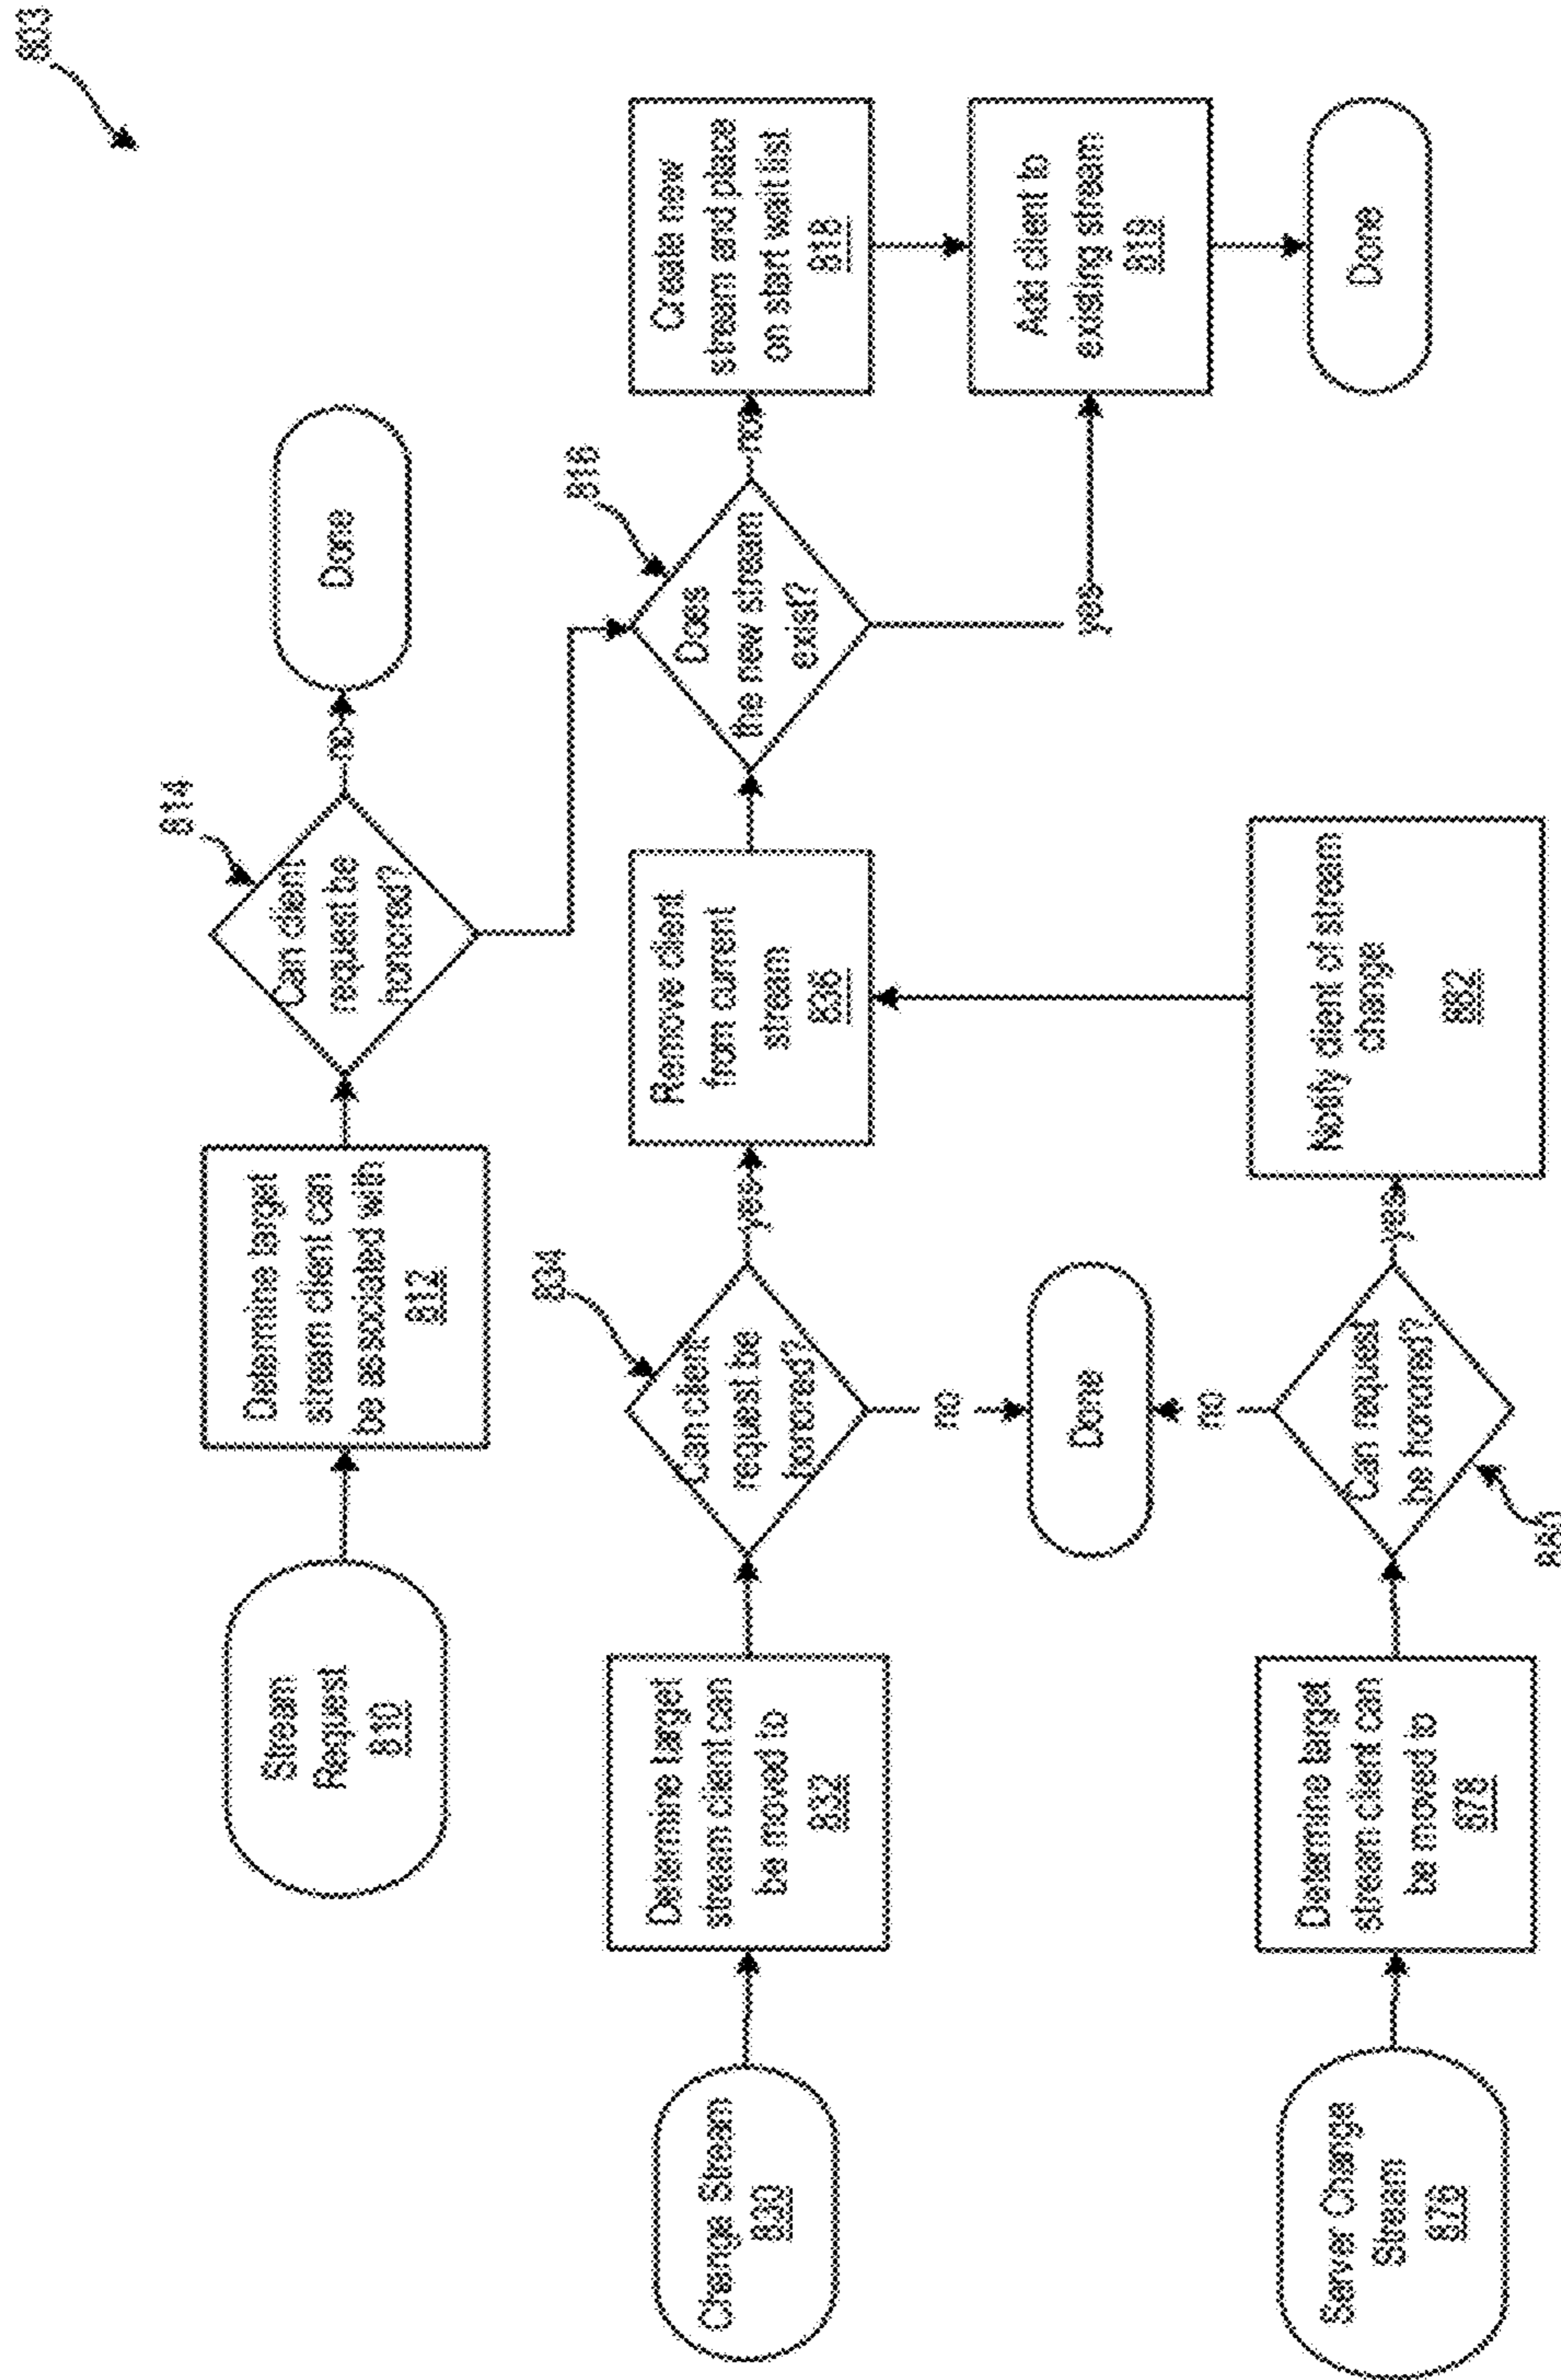 803
Stream
Request
810
Determine target
stream client can
be associated with
812
814
Can client
request be
honored?
no
Done
Change Stream
830
Determine target
stream client can
be moved to
832
834
Can client
request be
honored?
yes
no
Remove client
from current
stream
836
816
Does
the new stream
exist?
no
yes
Create new
stream and place
on start wait list
818
Add client to
existing stream
819
Done
Done
Server Change
Stream
876
Determine target
stream client can
be moved to
878
880
Can request
be honored?
no
yes
Notify client of stream
change
882